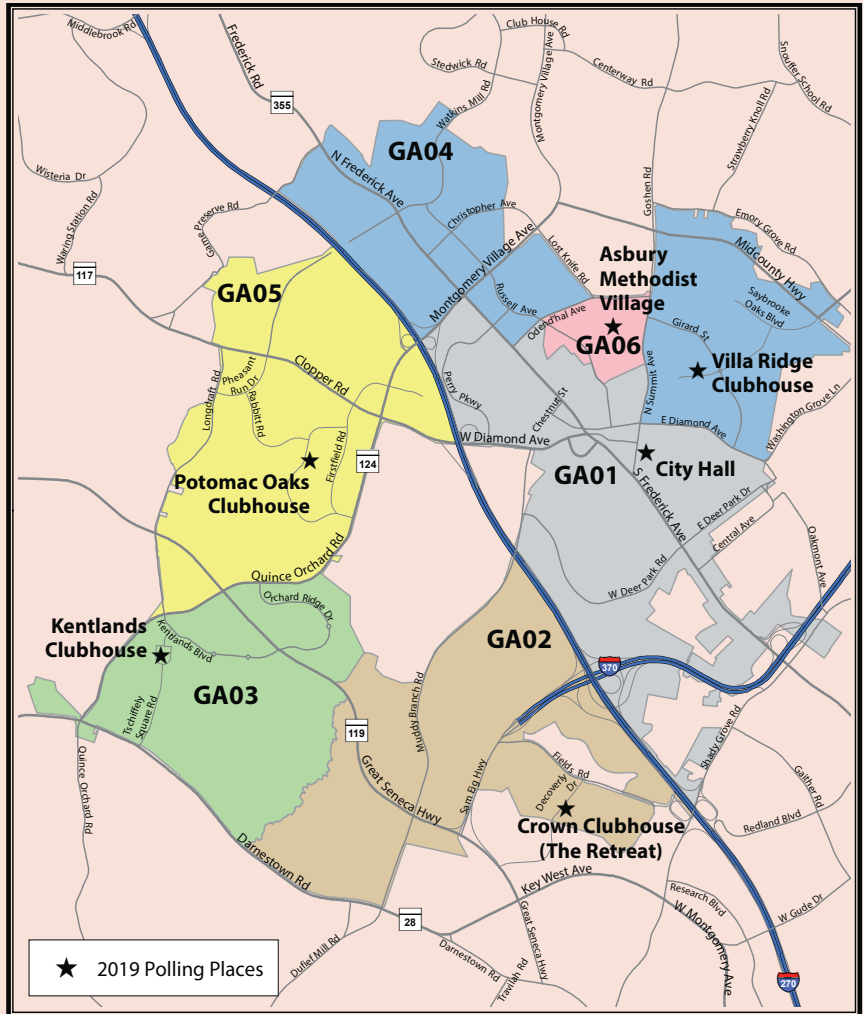 Middlebrook Rd
Frederick Rd
355
Club House Rd
Stedwick Rd
Montgomery Village Ave
Centerway Rd
Snouffer School Rd
Watkins Mill Rd
Strawberry Knoll Rd
GA04
N Frederick Ave
Wisteria Dr
Waring Station Rd
Game Preserve Rd
Christopher Ave
Goshen Rd
Emory Grove Rd
Midcounty Hwy
117
Montgomery Village Ave
Lost Knife Rd
Asbury
Methodist
Village
GA05
Russell Ave
Odend'hal Ave
Saybrooke
Oaks Blvd
Girard St
GA06
Villa Ridge
Clubhouse
Pheasant
Run Dr
Clopper Rd
Longdraft Rd
Rabbitt Rd
Perry Pkwy
Chestnut St
N Summit Ave
Washington Grove Ln
E Diamond Ave
W Diamond Ave
Firstfield Rd
124
Potomac Oaks
Clubhouse
GA01
City Hall
S Frederick Ave
E Deer Park Dr
Central Ave
Oakmont Ave
Quince Orchard Rd
W Deer Park Rd
Orchard Ridge Dr
Kentlands
Clubhouse
Kentlands Blvd
GA02
370
GA03
Tschiffely
Square Rd
Muddy Branch Rd
119
Great Seneca Hwy
Sam Eig Hwy
Shady Grove Rd
Quince Orchard Rd
Fields Rd
Decoverly
Dr
Gaither Rd
Redland Blvd
Crown Clubhouse
(The Retreat)
Darnestown Rd
Key West Ave
Research Blvd
W Gude Dr
28
W Montgomery Ave
Great Seneca Hwy
Duflef Mill Rd
Darnestown Rd
Travilah Rd
270
2019 Polling Places